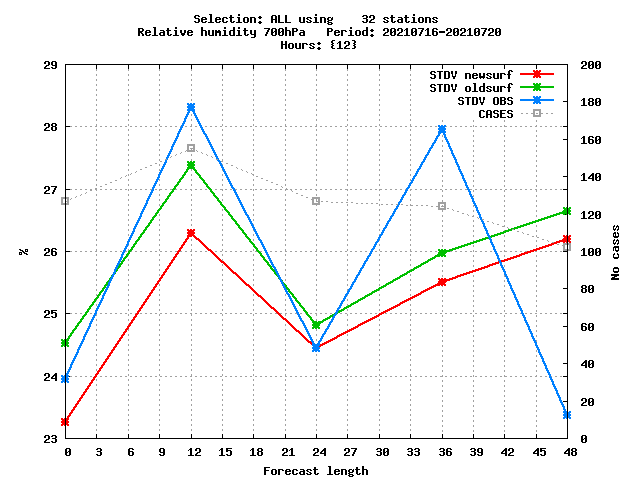 Selection: ALL using    32 stations
Relative humidity 700hPa   Period: 20210716-20210720
Hours: {12}
STDV newsurf
STDV oldsurf
STDV OBS
CASES
29
28
27
26
25
24
23
%
200
180
160
140
120
100
80
60
40
20
0
No cases
0 3 6 9 12 15 18 21 24 27 30 33 36 39 42 45 48
Forecast length